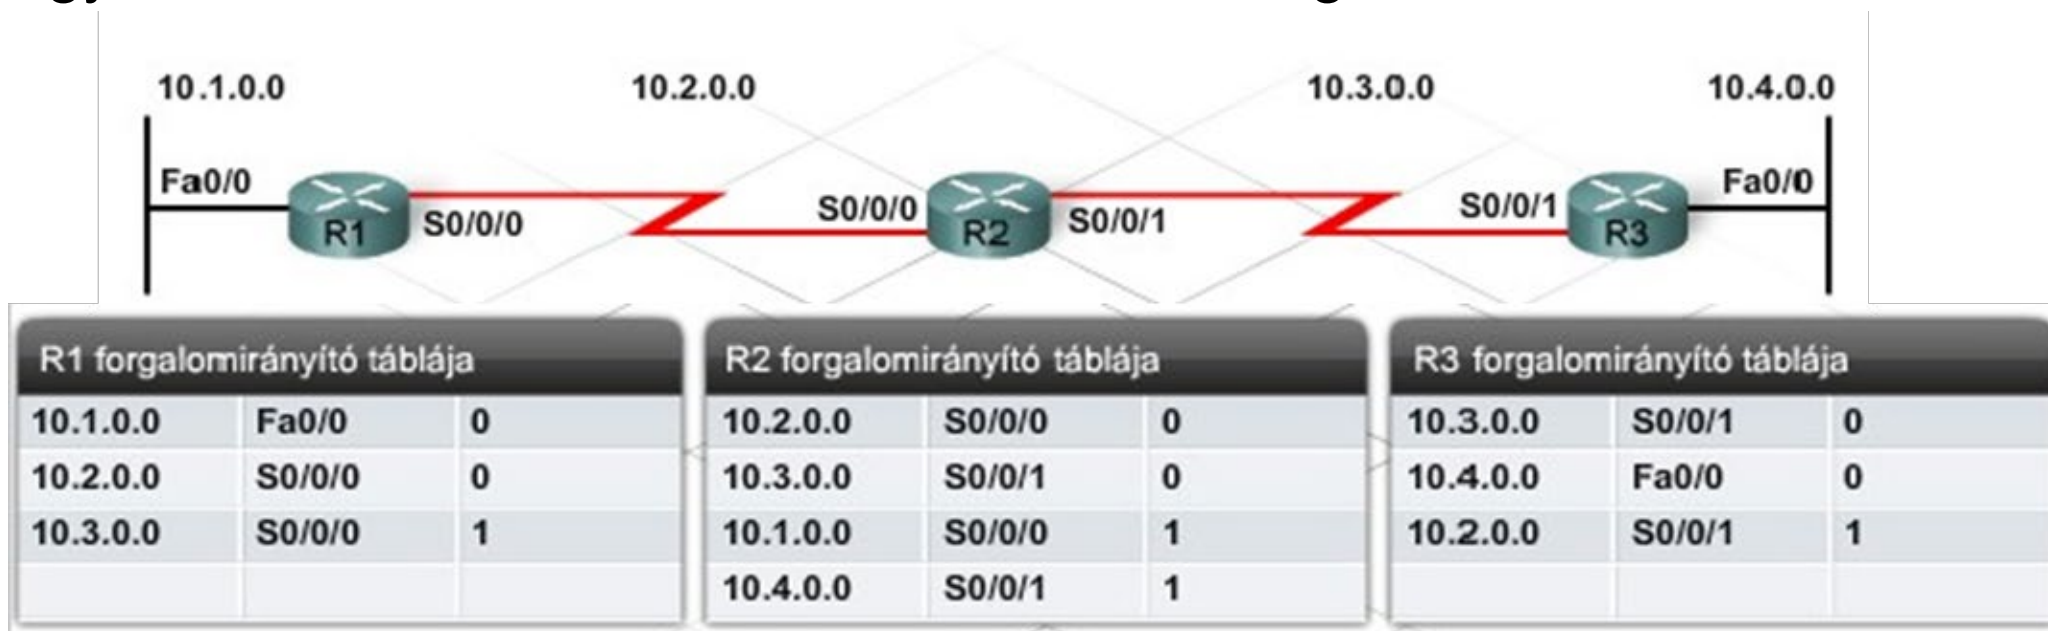 10.1.0.0 10.2.0.0 10.3.0.0 10.4.0.0
Fa0/0 R1 S0/0/0 S0/0/0 R2 S0/0/1 S0/0/1 R3 Fa0/0
R1 forgalomirányító táblája
10.1.0.0 Fa0/0 0
10.2.0.0 S0/0/0 0
10.3.0.0 S0/0/0 1
R2 forgalomirányító táblája
10.2.0.0 S0/0/0 0
10.3.0.0 S0/0/1 0
10.1.0.0 S0/0/0 1
10.4.0.0 S0/0/1 1
R3 forgalomirányító táblája
10.3.0.0 S0/0/1 0
10.4.0.0 Fa0/0 0
10.2.0.0 S0/0/1 1